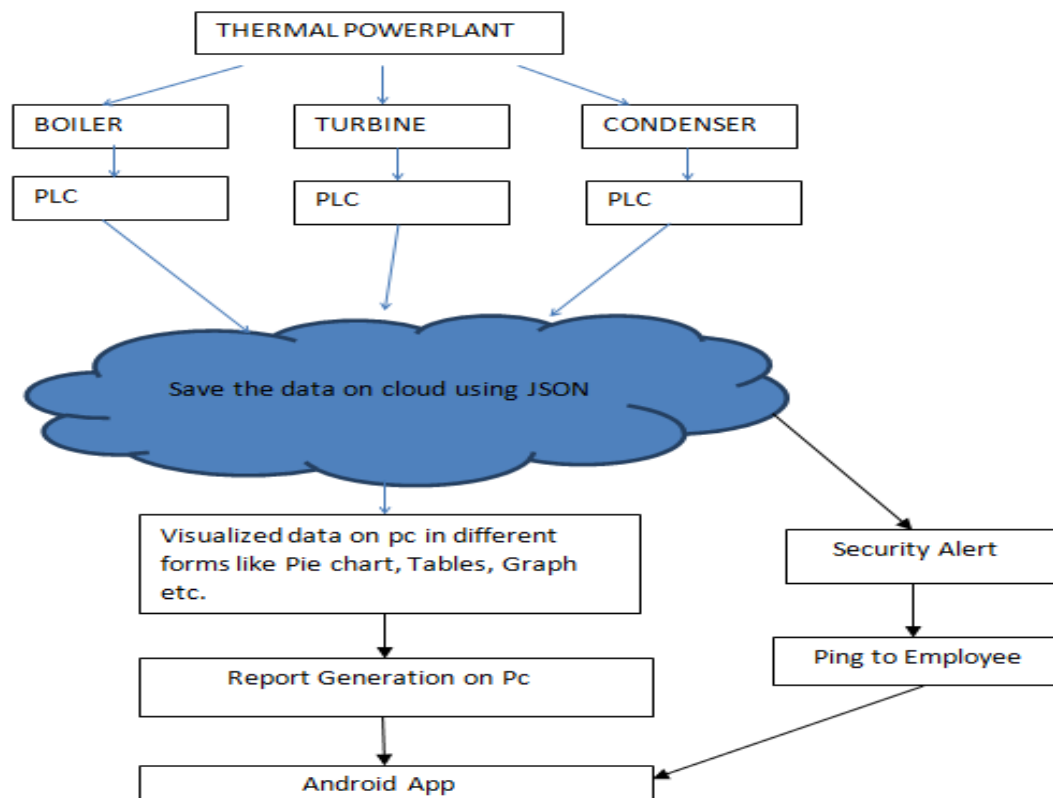 THERMAL POWERPLANT
BOILER
TURBINE
CONDENSER
PLC
PLC
PLC
Save the data on cloud using JSON
Visualized data on pc in different
forms like Pie chart, Tables, Graph
etc.
Security Alert
Ping to Employee
Report Generation on Pc
Android App